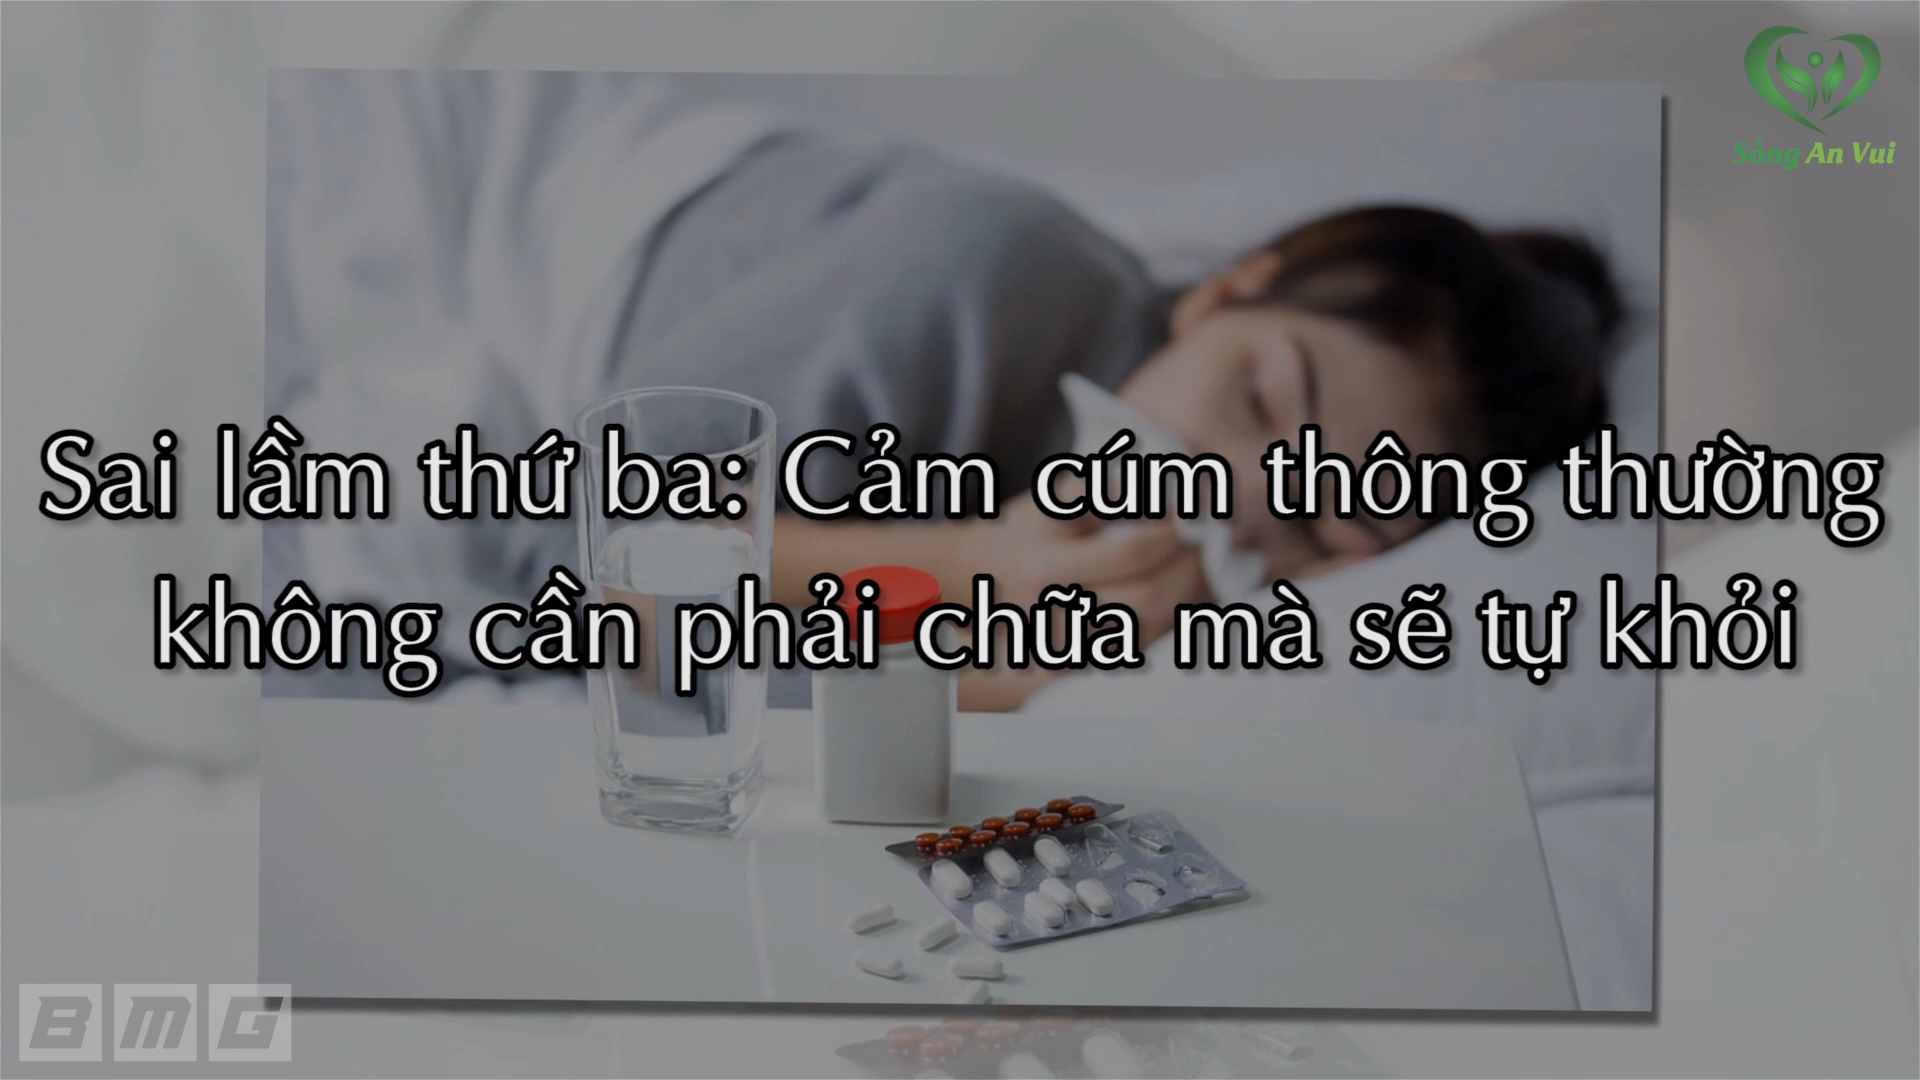 Sống An Vui
Sai lầm thứ ba: Cảm cúm thông thường
không cần phải chữa mà sẽ tự khỏi
BMG